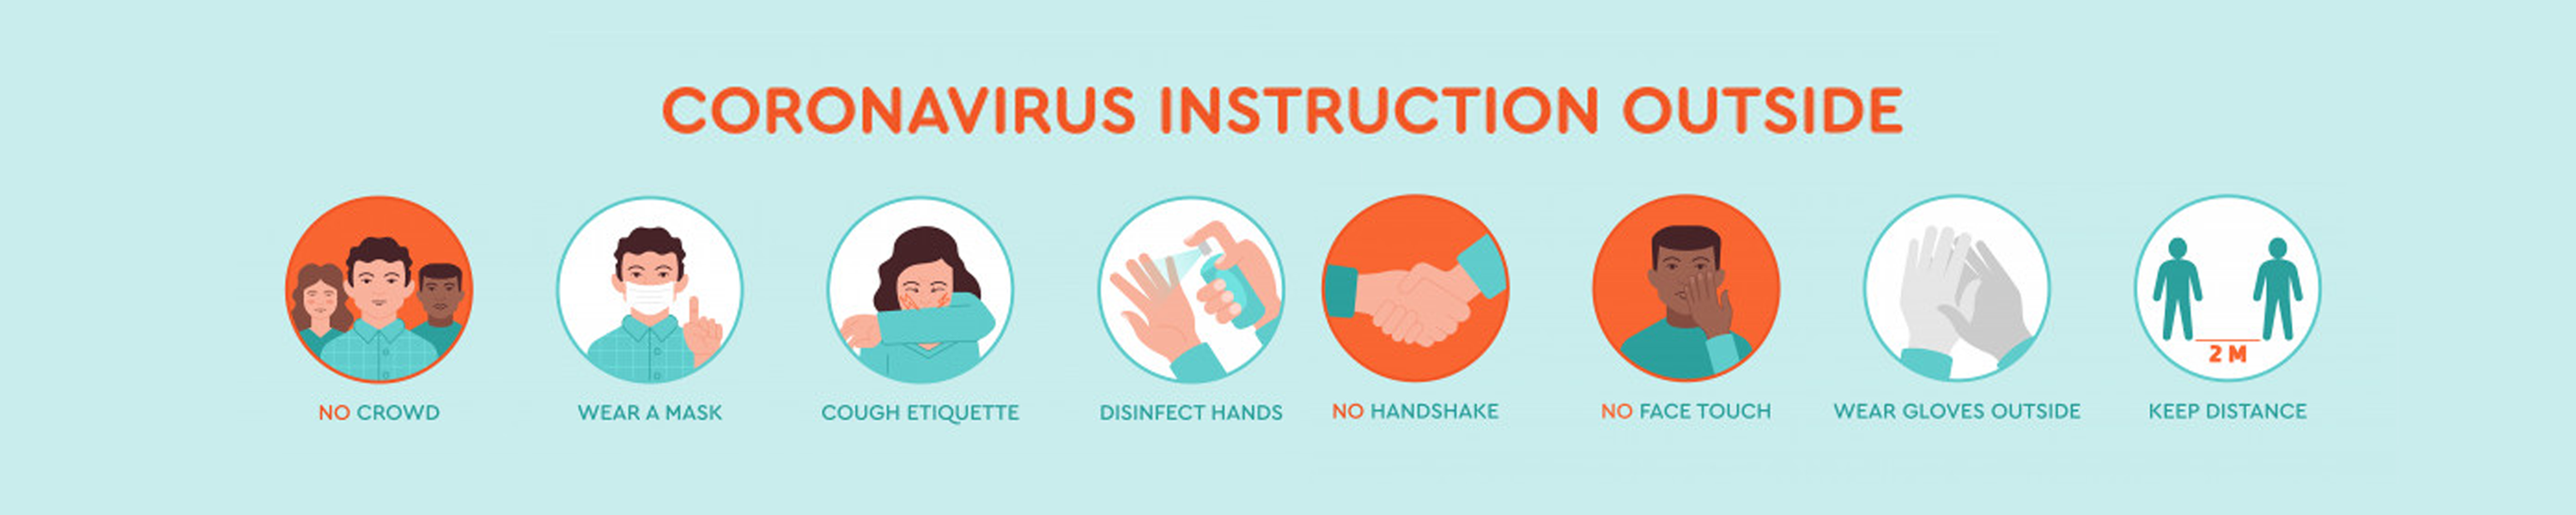 CORONAVIRUS INSTRUCTION OUTSIDE
2 M
NO CROWD
WEAR A MASK
COUGH ETIQUETTE
DISINFECT HANDS
NO HANDSHAKE
NO FACE TOUCH
WEAR GLOVES OUTSIDE
KEEP DISTANCE